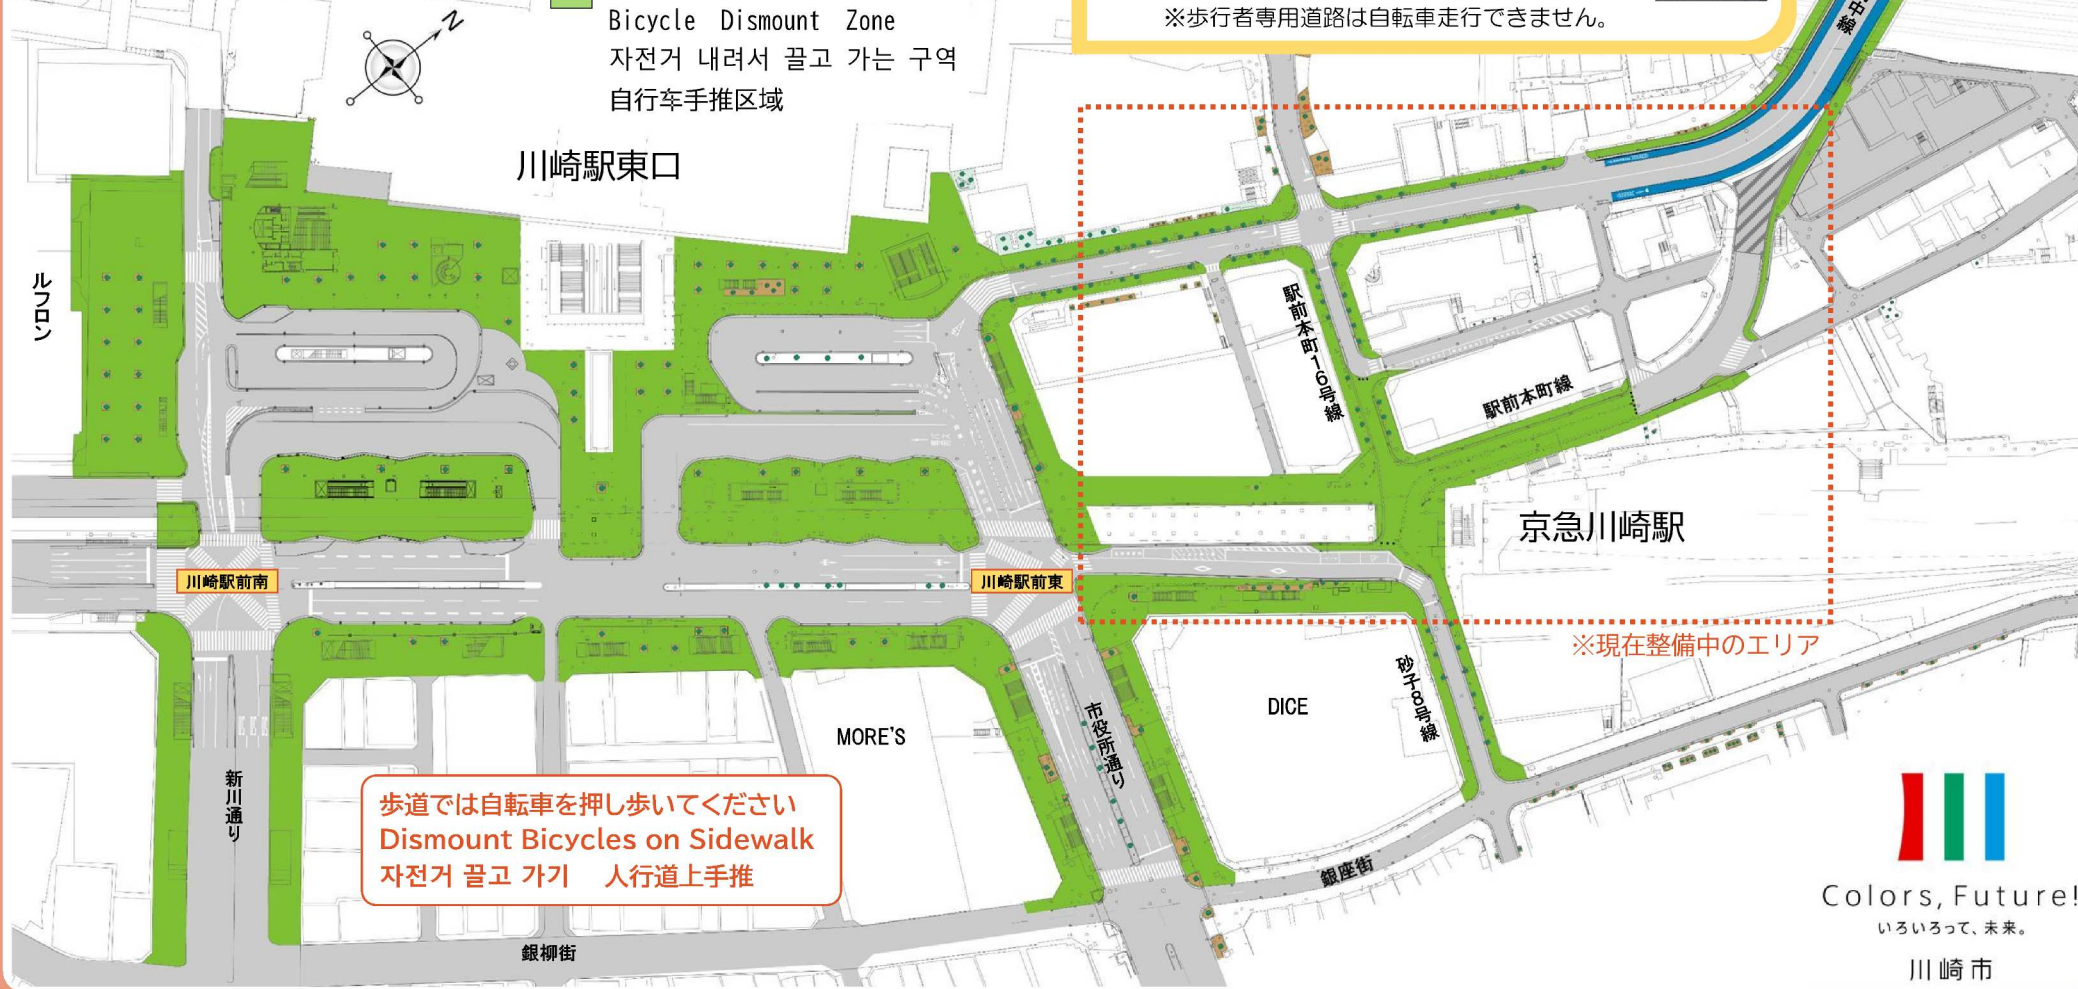 Bicycle Dismount Zone
자전거 내려서 끌고 가는 구역
自行车手推区域
※歩行者専用道路は自転車走行できません。
N
川崎駅東口
ルフロン
駅前本町16号線
駅前本町線
京急川崎駅
川崎駅前南
川崎駅前東
※現在整備中のエリア
砂子8号線
DICE
MORE'S
市役所通り
新川通り
歩道では自転車を押し歩いてください
Dismount Bicycles on Sidewalk
자전거 끌고 가기 人行道上手推
銀座街
銀柳街
Colors, Future!
いろいろって、未来。
川崎市